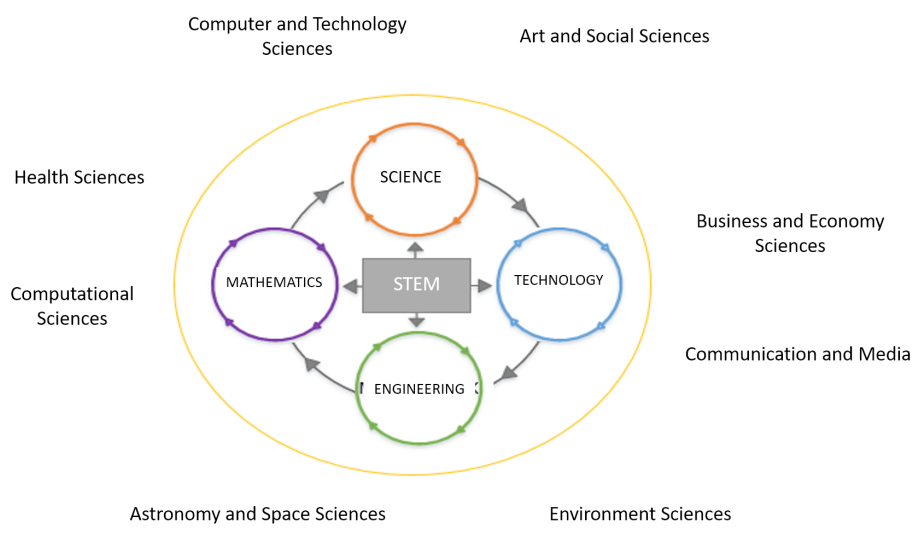 Computer and Technology
Sciences
Art and Social Sciences
SCIENCE
Health Sciences
Business and Economy
Sciences
MATHEMATICS
STEM
TECHNOLOGY
Computational
Sciences
Communication and Media
ENGINEERING
Astronomy and Space Sciences
Environment Sciences